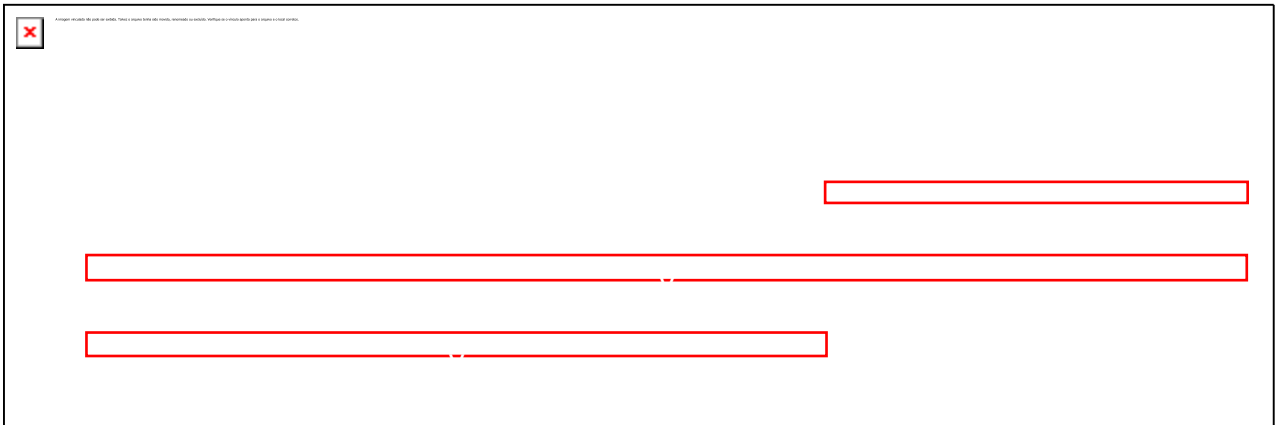 A imagem vinculada não pode ser exibida. Talvez o arquivo tenha sido movido, renomeado ou excluído. Verifique se o vínculo aponta para o arquivo e o local corretos.